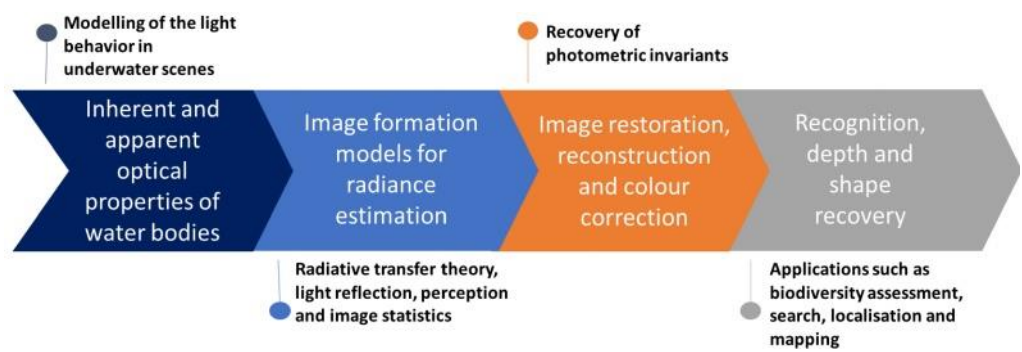 Modelling of the light
behavior in
underwater scenes
Recovery of
photometric invariants
Inherent and
apparent
optical
properties of
water bodies
Image formation
models for
radiance
estimation
Image restoration,
reconstruction
and colour
correction
Recognition,
depth and
shape
recovery
Radiative transfer theory,
light reflection, perception
and image statistics
Applications such as
biodiversity assessment,
search, localisation and
mapping